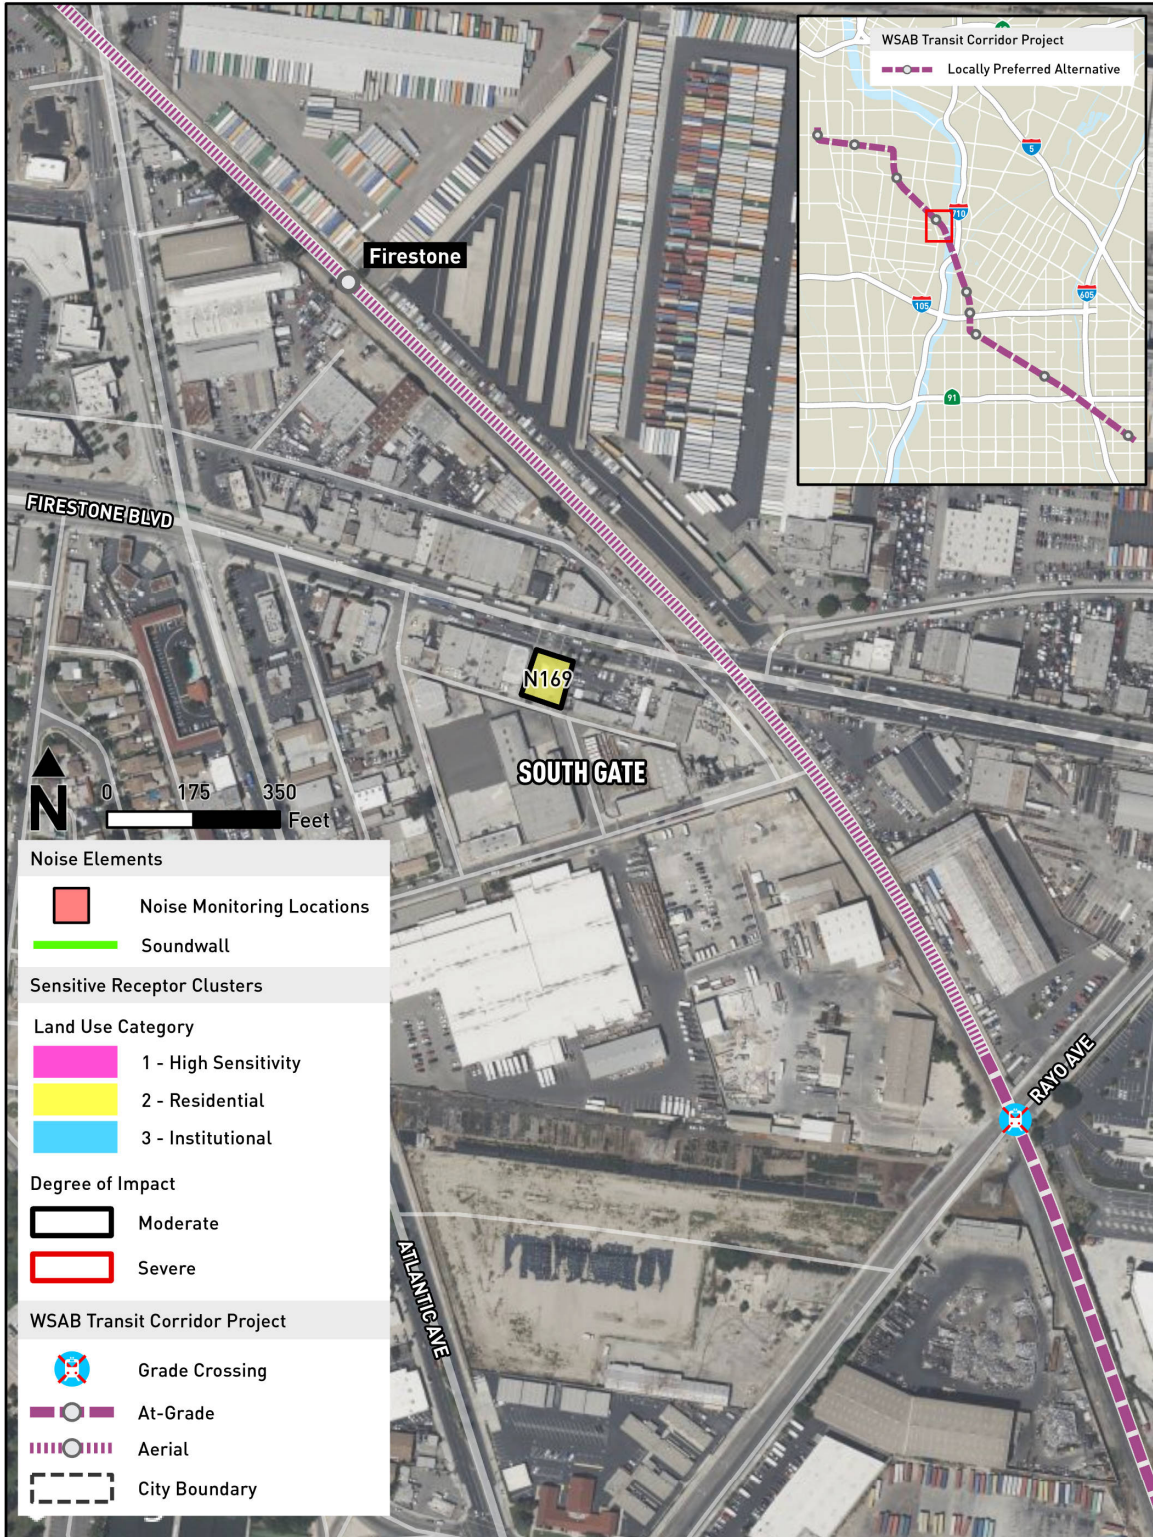 WSAB Transit Corridor Project
Locally Preferred Alternative
5
710
105
605
91
Firestone
FIRESTONE BLVD
N169
SOUTH GATE
N
0 175 350
Feet
RAYO AVE
ATLANTIC AVE
Noise Elements
Noise Monitoring Locations
Soundwall
Sensitive Receptor Clusters
Land Use Category
1 - High Sensitivity
2 - Residential
3 - Institutional
Degree of Impact
Moderate
Severe
WSAB Transit Corridor Project
Grade Crossing
At-Grade
Aerial
City Boundary